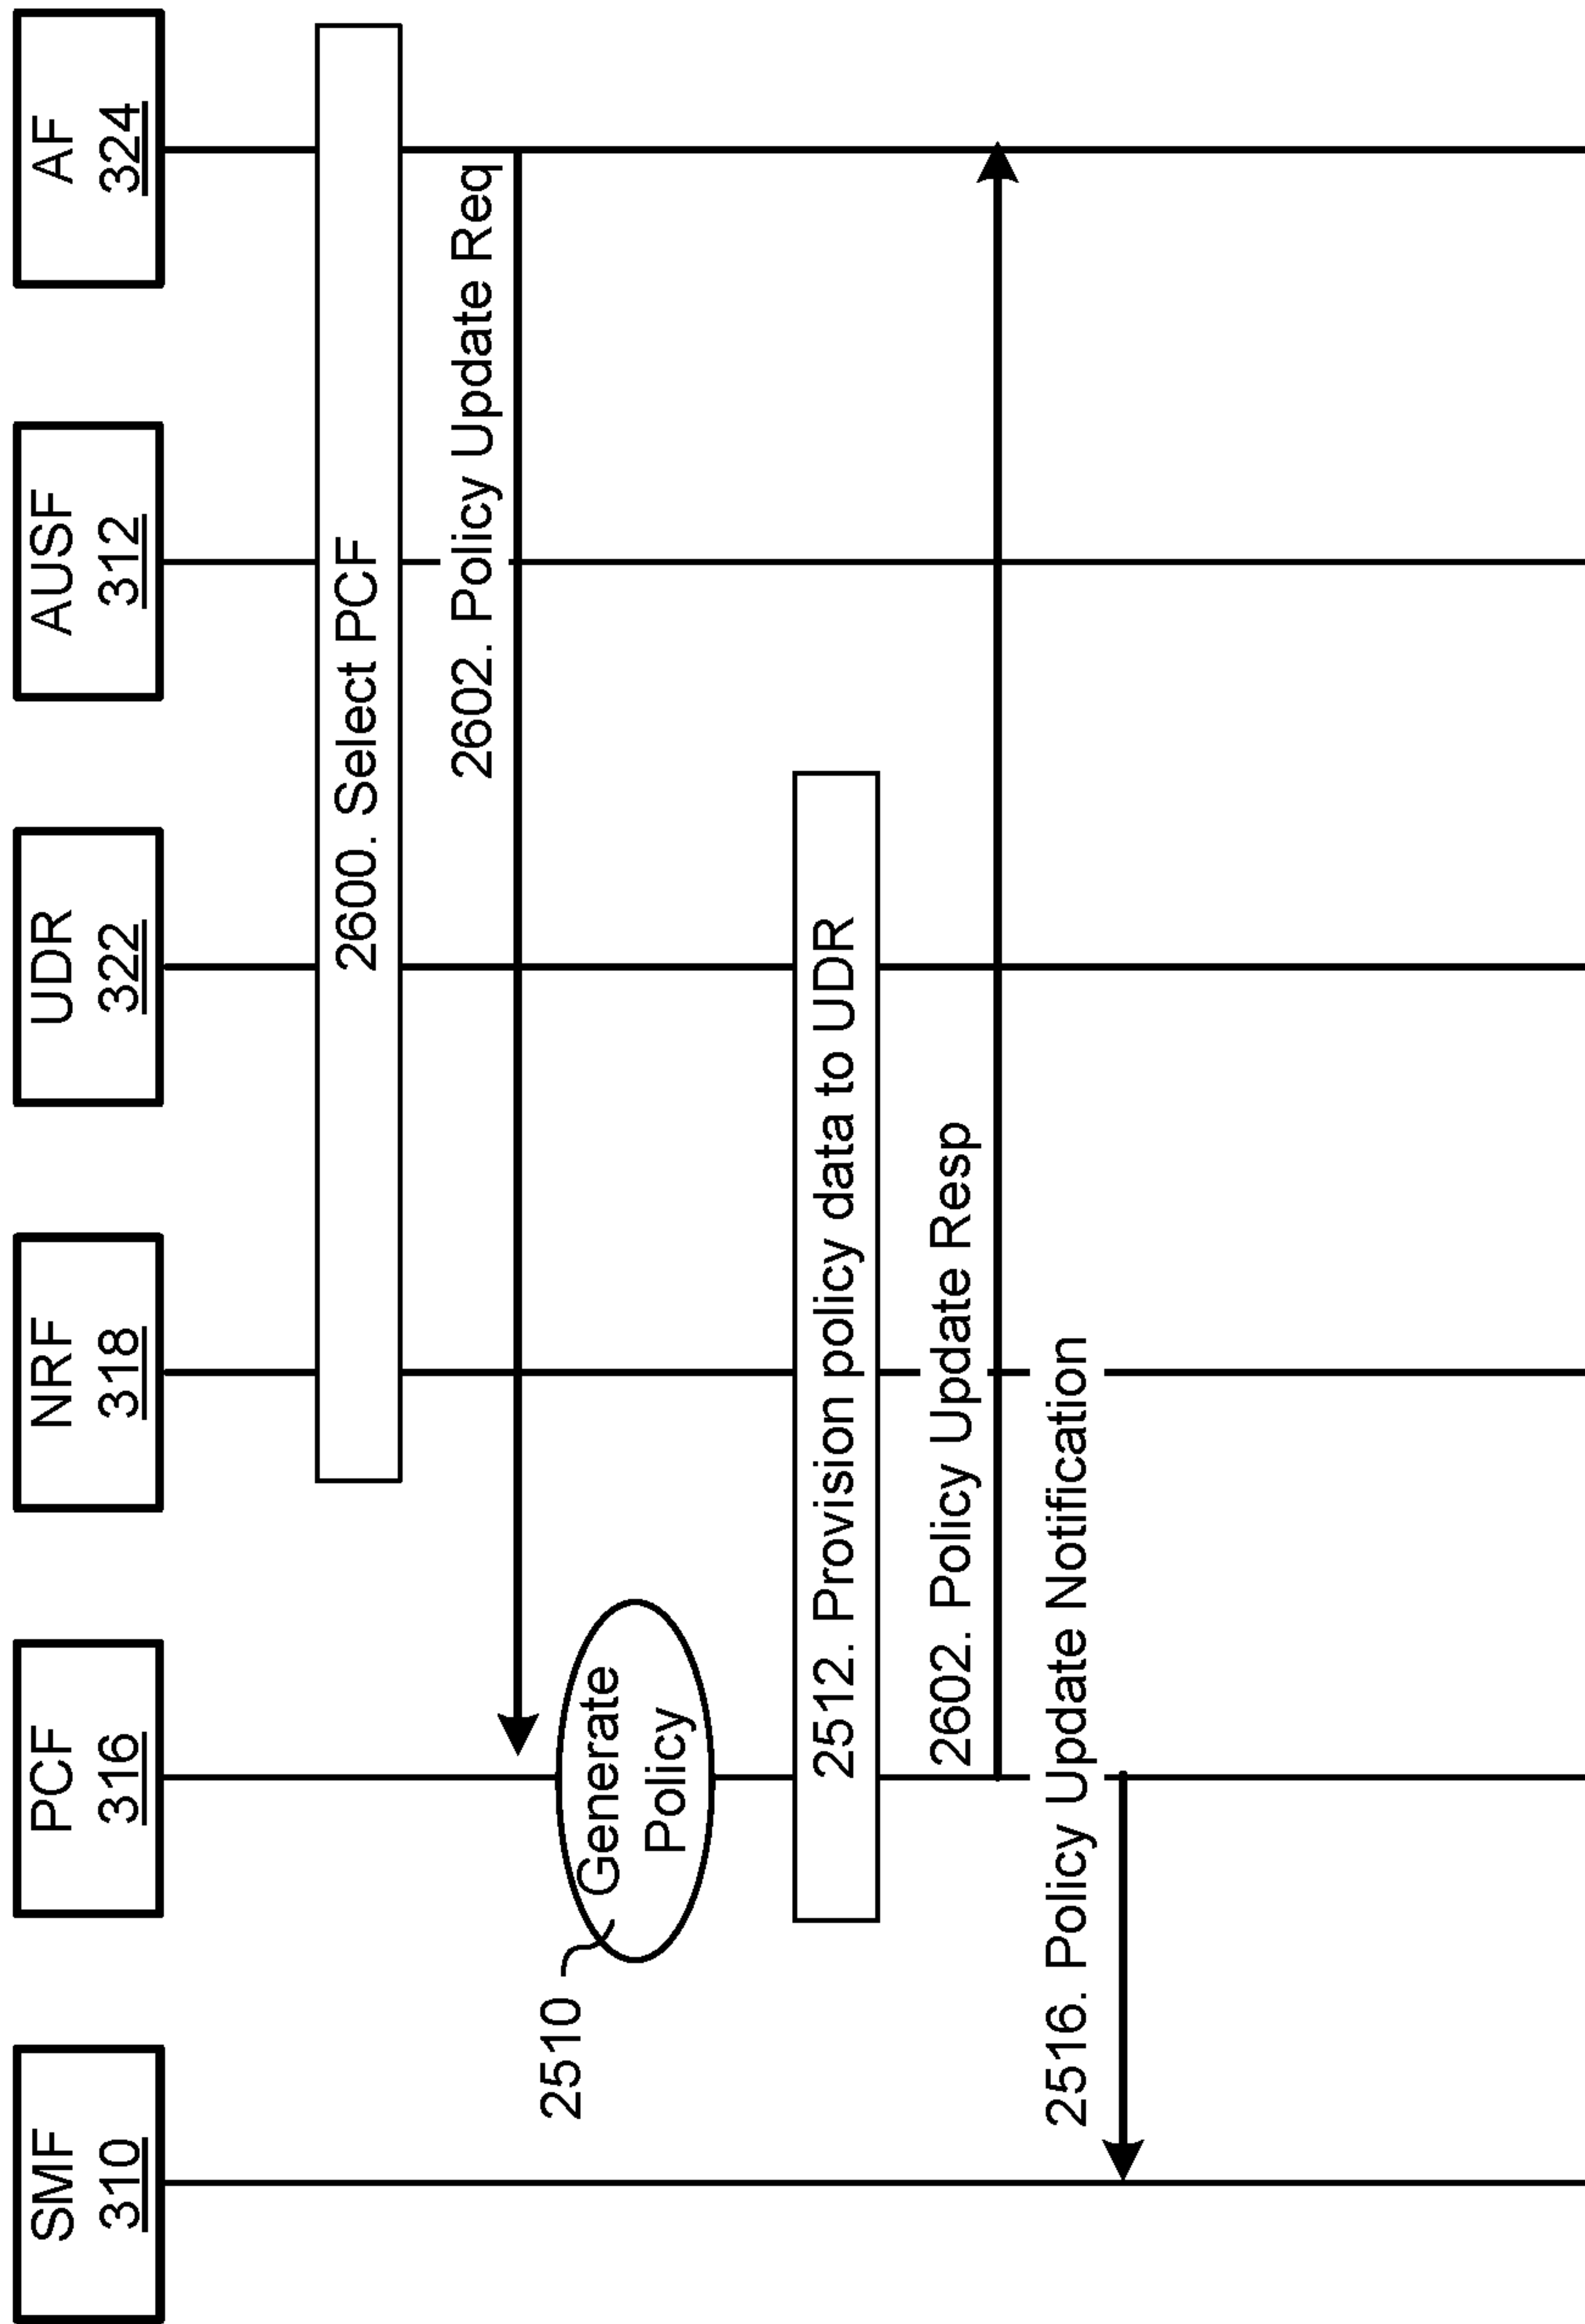 SMF
310
PCF
316
NRF
318
UDR
322
AUSF
312
AF
324
2600. Select PCF
2602. Policy Update Req
2510
Generate
Policy
2512. Provision policy data to UDR
2602. Policy Update Resp
2516. Policy Update Notification